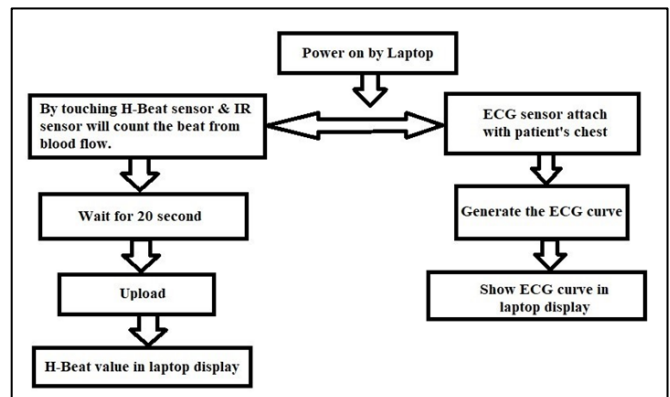 Power on by Laptop
By touching H-Beat sensor & IR
sensor will count the beat from
blood flow.
Wait for 20 second
Upload
H-Beat value in laptop display
ECG sensor attach
with patient's chest
Generate the ECG curve
Show ECG curve in
laptop display